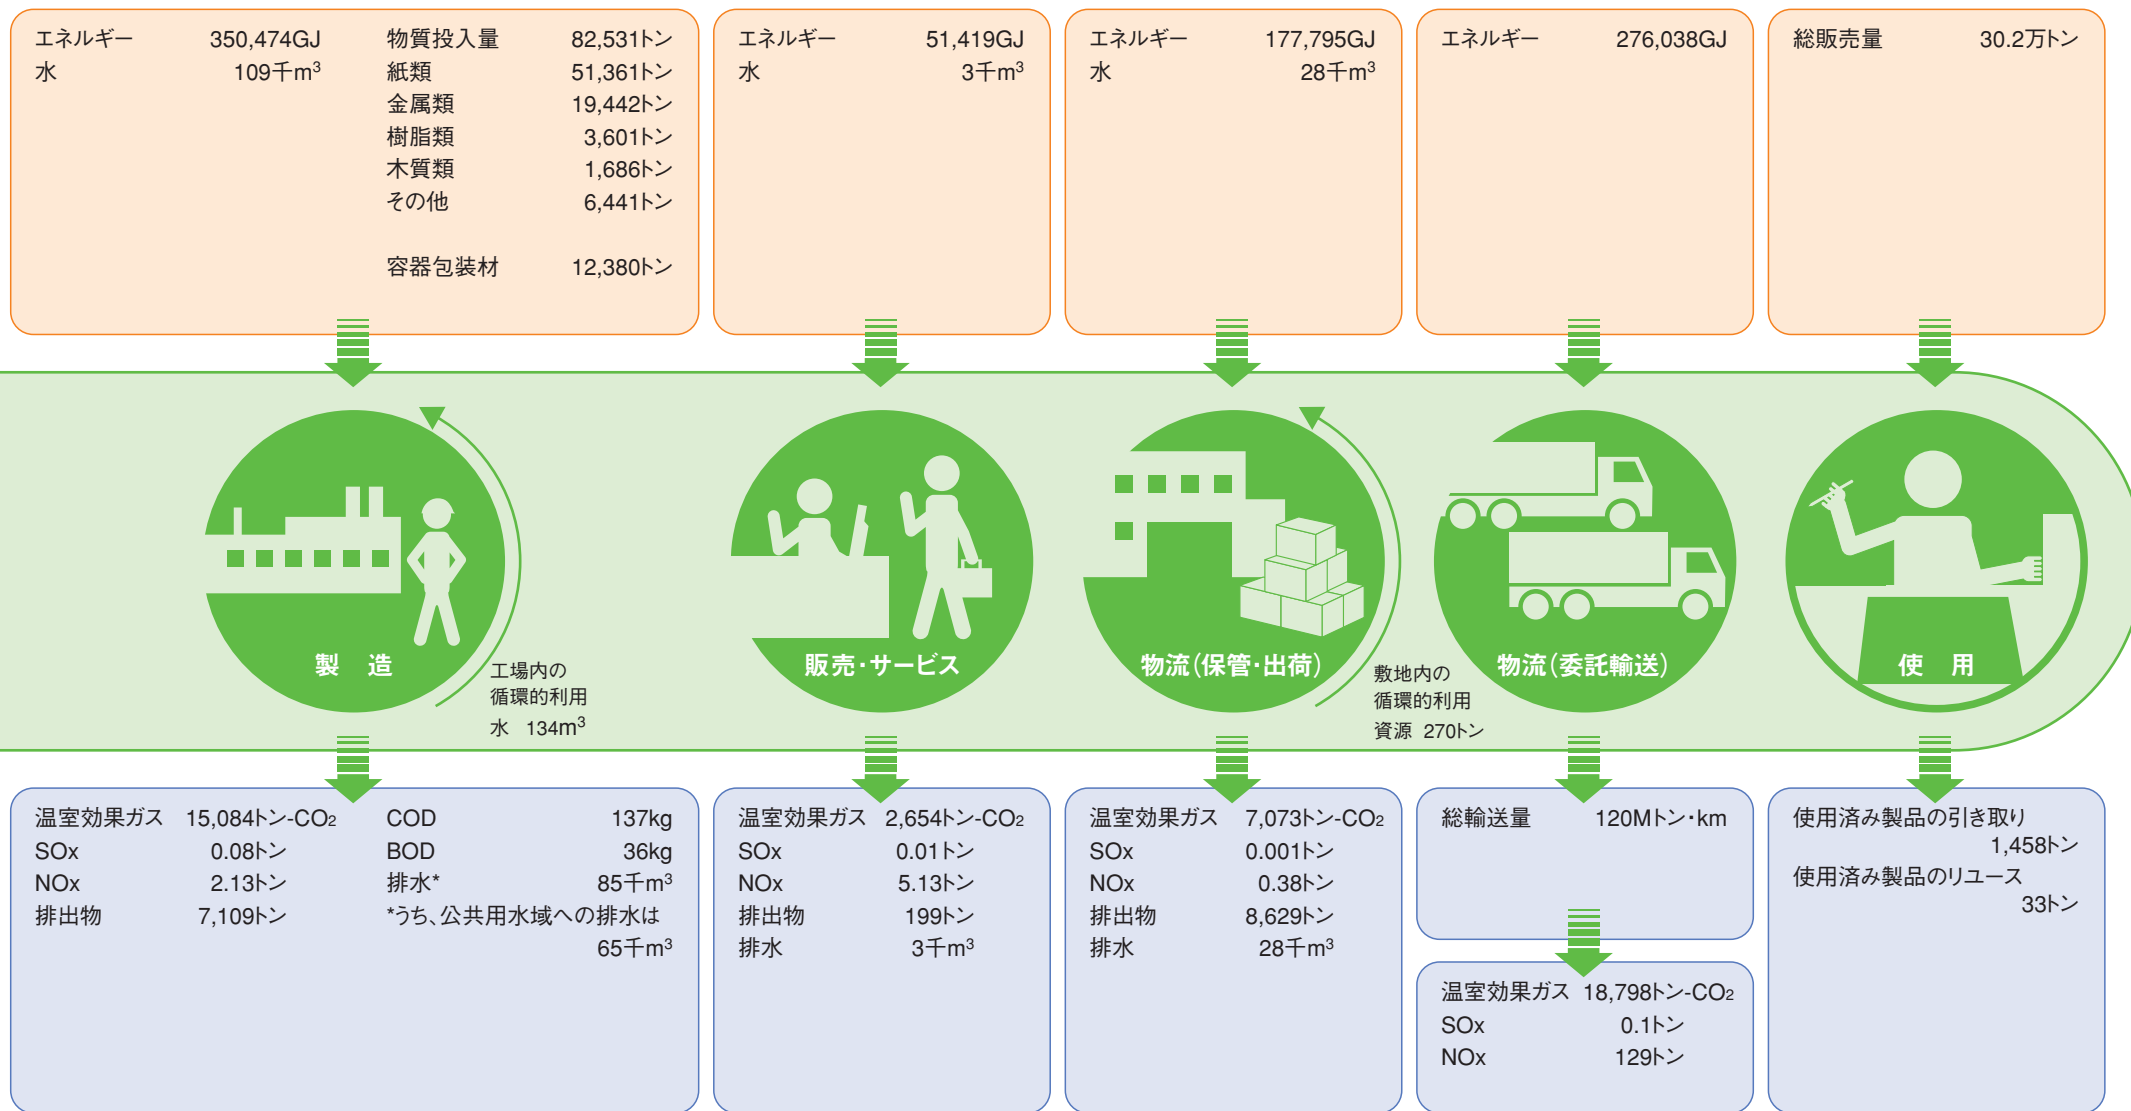 エネルギー 350,474GJ
水 109千m³
物質投入量 82,531トン
紙類 51,361トン
金属類 19,442トン
樹脂類 3,601トン
木質類 1,686トン
その他 6,441トン
容器包装材 12,380トン
エネルギー 51,419GJ
水 3千m³
エネルギー 177,795GJ
水 28千m³
エネルギー 276,038GJ
総販売量 30.2万トン
製 造
工場内の
循環的利用
水 134m³
販売・サービス
物流(保管・出荷)
敷地内の
循環的利用
資源 270トン
物流(委託輸送)
使 用
温室効果ガス 15,084トン-CO₂
SOx 0.08トン
NOx 2.13トン
排出物 7,109トン
COD 137kg
BOD 36kg
排水* 85千m³
*うち、公共用水域への排水は
65千m³
温室効果ガス 2,654トン-CO₂
SOx 0.01トン
NOx 5.13トン
排出物 199トン
排水 3千m³
温室効果ガス 7,073トン-CO₂
SOx 0.001トン
NOx 0.38トン
排出物 8,629トン
排水 28千m³
総輸送量 120Mトン・km
温室効果ガス 18,798トン-CO₂
SOx 0.1トン
NOx 129トン
使用済み製品の引き取り
1,458トン
使用済み製品のリユース
33トン